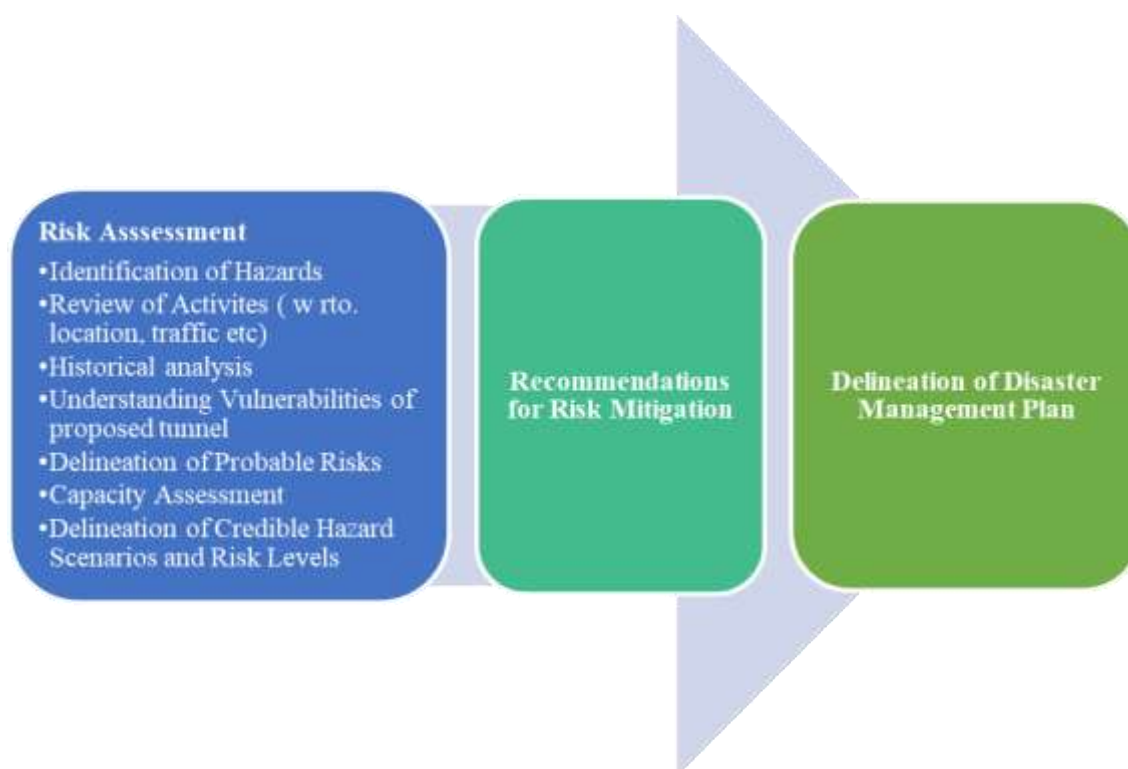 Risk Asssessment
•Identification of Hazards
•Review of Activites ( w rto.
location, traffic etc)
•Historical analysis
•Understanding Vulnerabilities of
proposed tunnel
•Delineation of Probable Risks
•Capacity Assessment
•Delineation of Credible Hazard
Scenarios and Risk Levels
Recommendations
for Risk Mitigation
Delineation of Disaster
Management Plan